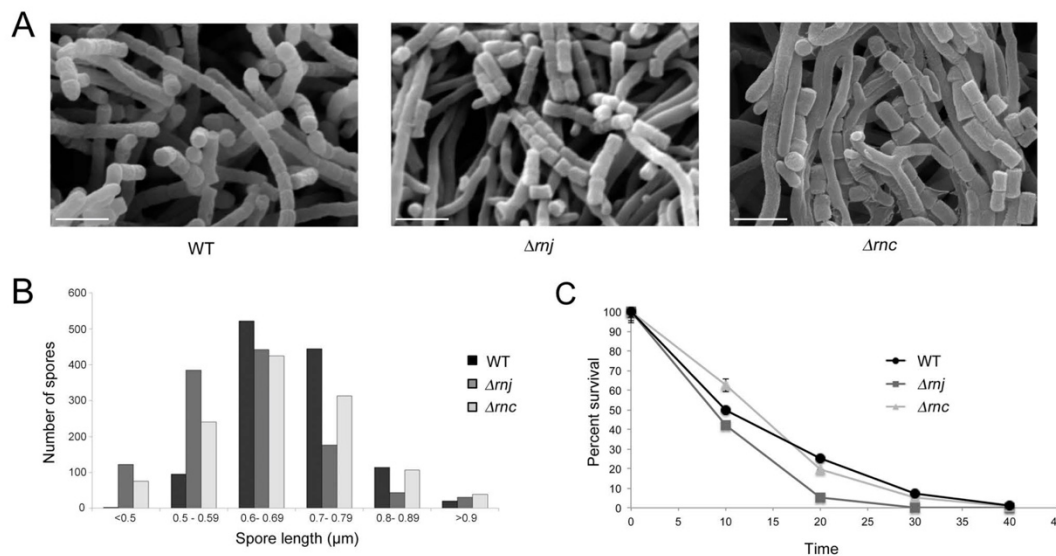 A
WT
Δrnj
Δrnc
B
Number of spores
600
500
400
300
200
100
0
<0.5
0.5 - 0.59
0.6- 0.69
0.7- 0.79
0.8- 0.89
>0.9
Spore length (µm)
WT
Δrnj
Δrnc
C
Percent survival
100
90
80
70
60
50
40
30
20
10
0
0
5
10
15
20
25
30
35
40
Time
WT
Δrnj
Δrnc